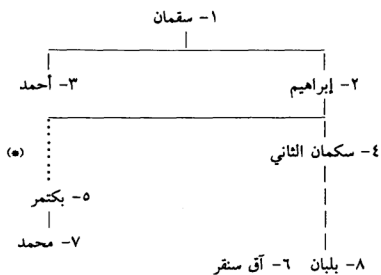 ١- سقمان
٢- إبراهيم ٣- أحمد
٤- سكمان الثاني (*)
٥- بكتمر
٧- محمد
٨- بلبان ٦- آق سنقر